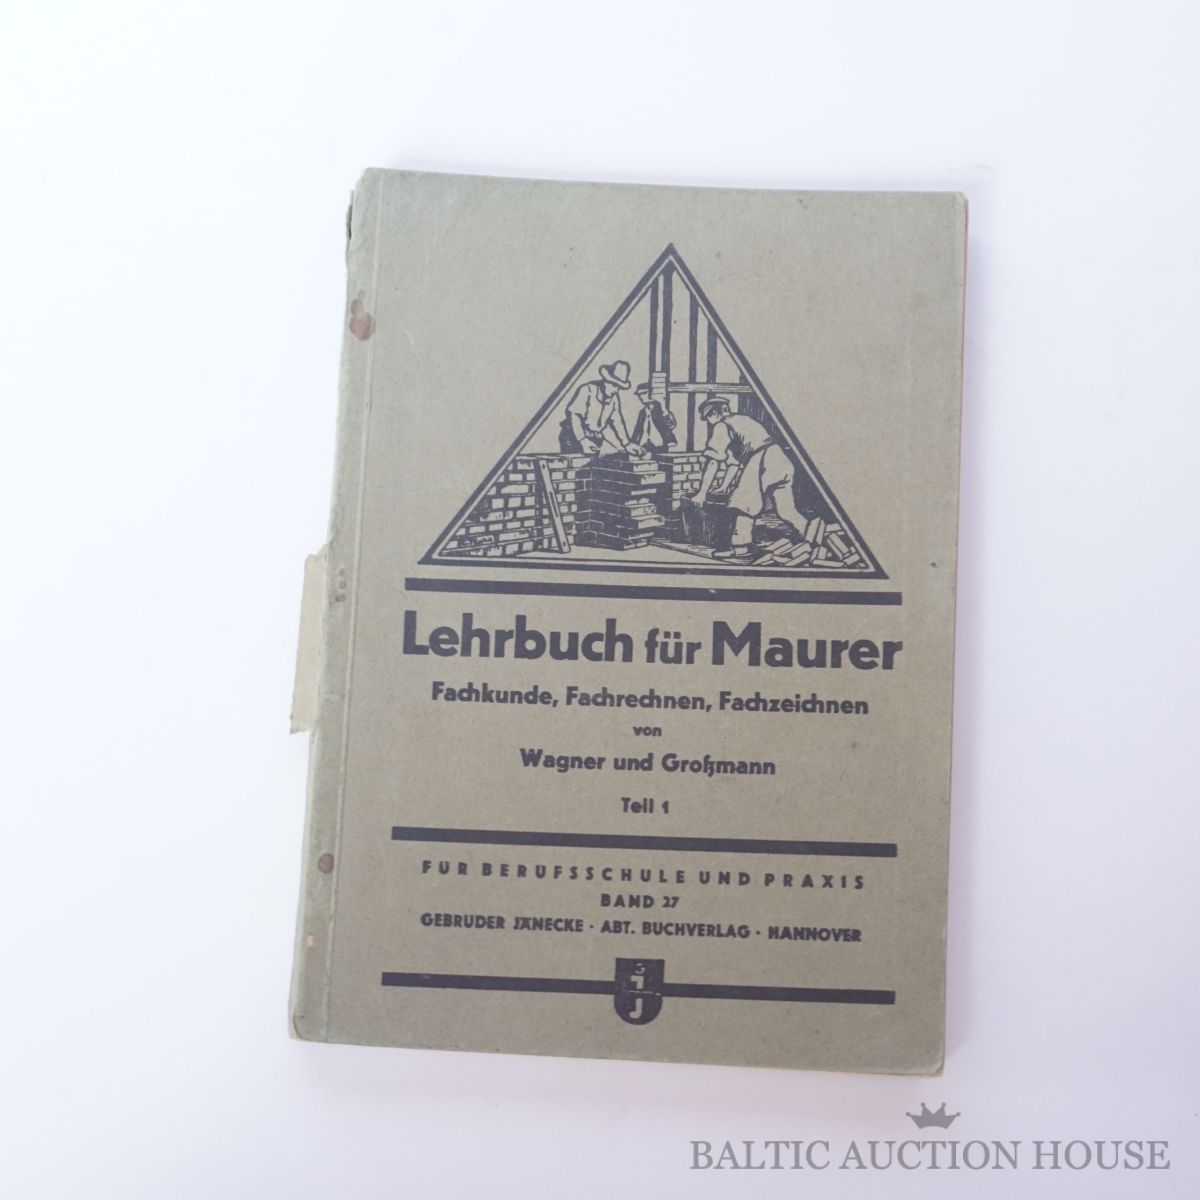 Lehrbuch für Maurer
Fachkunde, Fachrechnen, Fachzeichnen
von
Wagner und Großmann
Teil 1
FÜR BERUFSSCHULE UND PRAXIS
BAND 27
GEBRÜDER JÄNECKE · ABT. BUCHVERLAG · HANNOVER
G
J
BALTIC AUCTION HOUSE